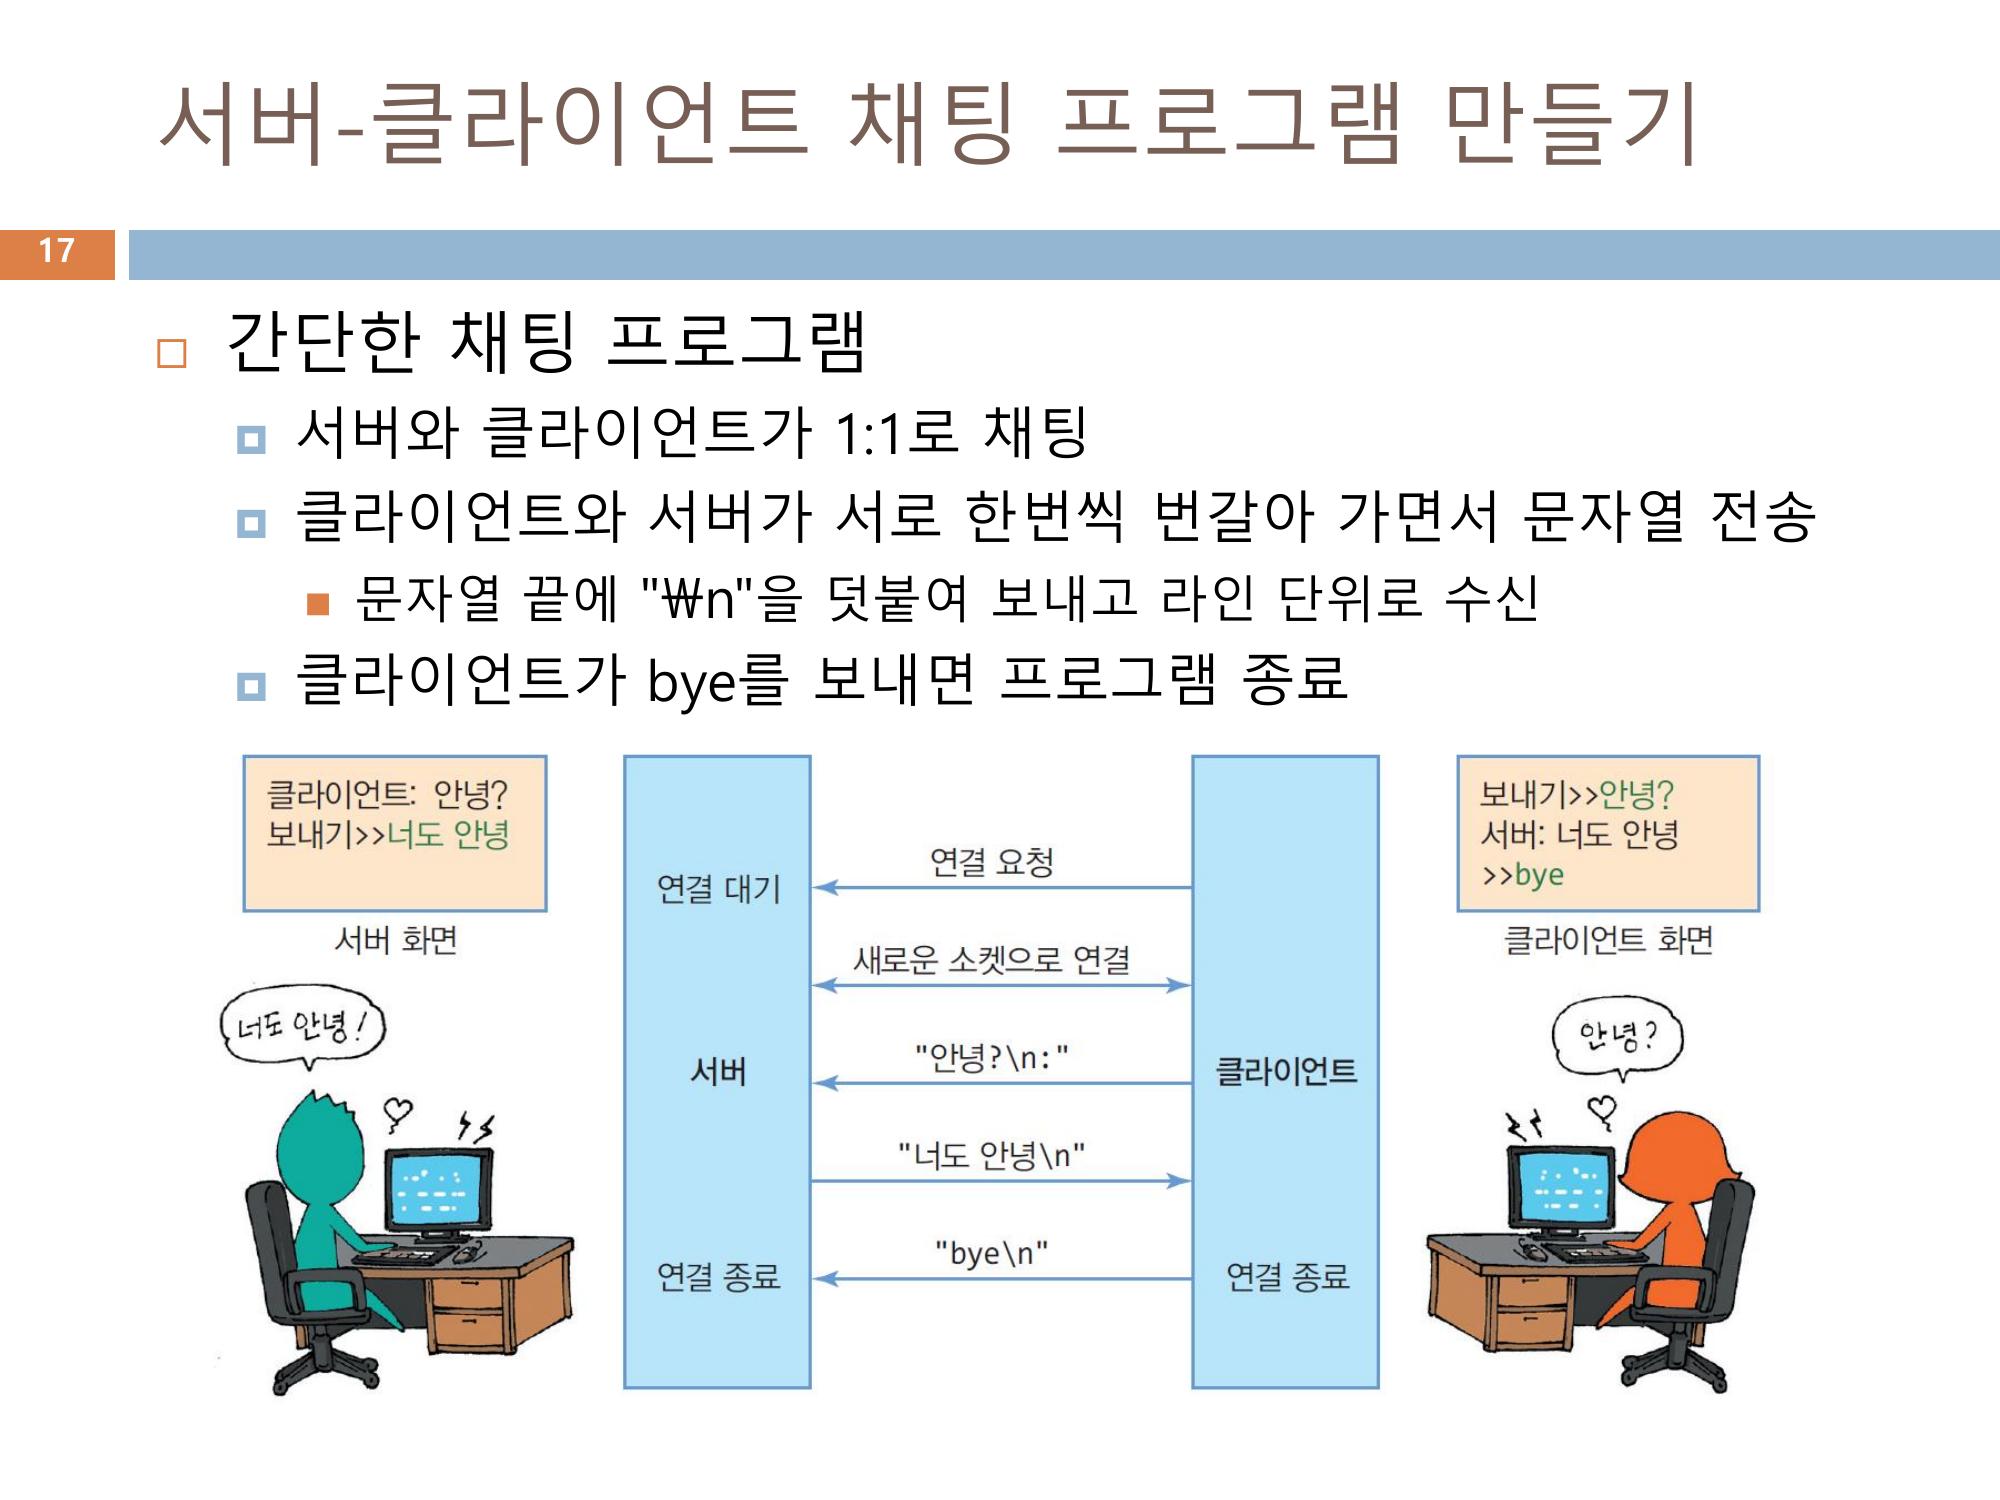 서버-클라이언트 채팅 프로그램 만들기
17
간단한 채팅 프로그램
서버와 클라이언트가 1:1로 채팅
클라이언트와 서버가 서로 한번씩 번갈아 가면서 문자열 전송
문자열 끝에 "₩n"을 덧붙여 보내고 라인 단위로 수신
클라이언트가 bye를 보내면 프로그램 종료
클라이언트: 안녕?
보내기>>너도 안녕
서버 화면
너도 안녕!
연결 대기
서버
연결 종료
연결 요청
새로운 소켓으로 연결
"안녕?\n:"
"너도 안녕\n"
"bye\n"
클라이언트
연결 종료
보내기>>안녕?
서버: 너도 안녕
>>bye
클라이언트 화면
안녕?